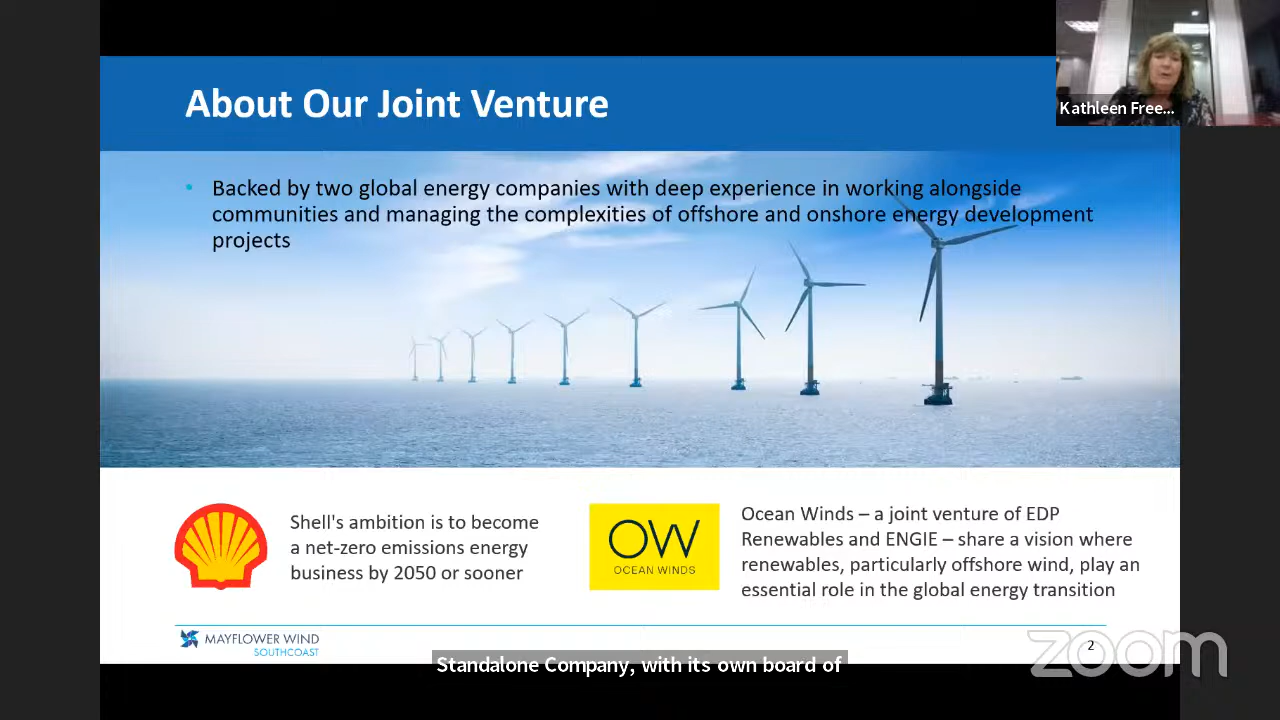 About Our Joint Venture
Kathleen Free...
• Backed by two global energy companies with deep experience in working alongside
communities and managing the complexities of offshore and onshore energy development
projects
Shell's ambition is to become
a net-zero emissions energy
business by 2050 or sooner
OW
OCEAN WINDS
Ocean Winds – a joint venture of EDP
Renewables and ENGIE – share a vision where
renewables, particularly offshore wind, play an
essential role in the global energy transition
MAYFLOWER WIND
SOUTHCOAST
2
zoom
Standalone Company, with its own board of